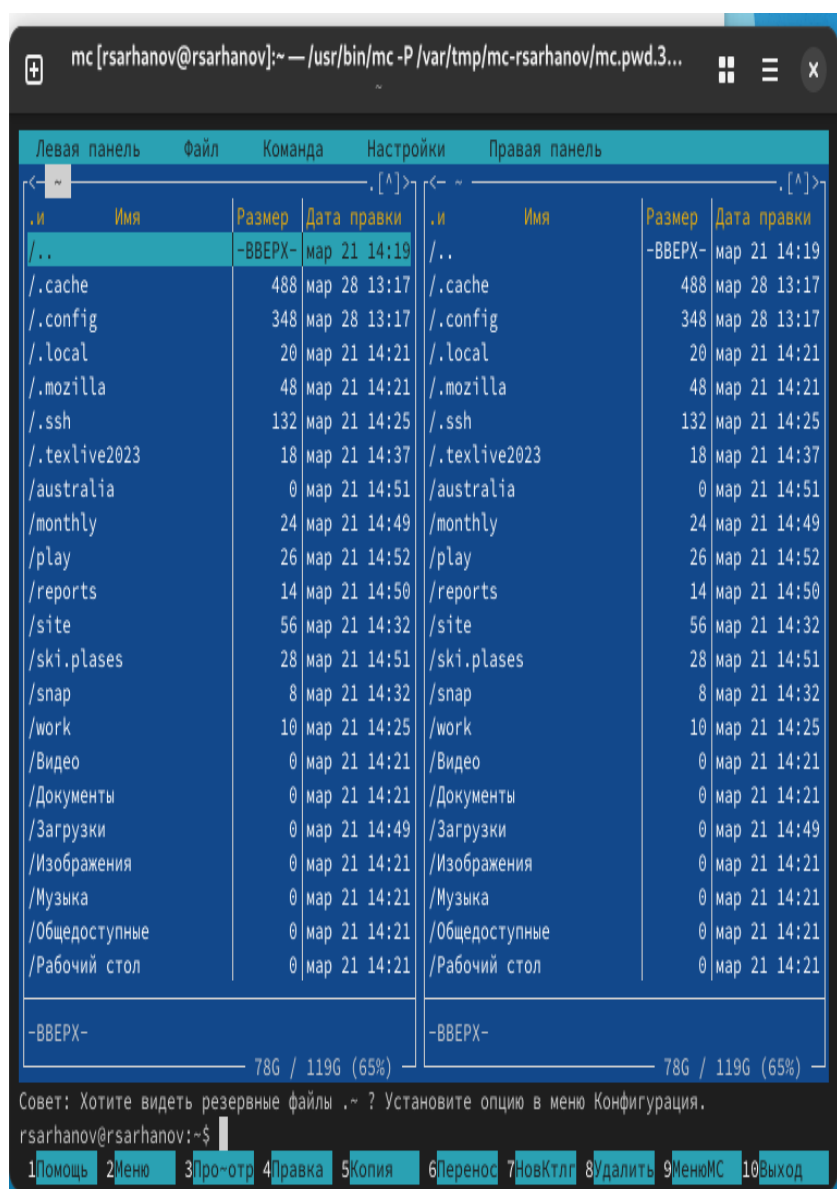 mc [rsarhanov@rsarhanov]:~ — /usr/bin/mc -P /var/tmp/mc-rsarhanov/mc.pwd.3...
~
Левая панель Файл Команда Настройки Правая панель
<— ~ .[^]> <— ~ .[^]>
.и Имя Размер Дата правки .и Имя Размер Дата правки
/.. -ВВЕРХ- мар 21 14:19 /.. -ВВЕРХ- мар 21 14:19
/.cache 488 мар 28 13:17 /.cache 488 мар 28 13:17
/.config 348 мар 28 13:17 /.config 348 мар 28 13:17
/.local 20 мар 21 14:21 /.local 20 мар 21 14:21
/.mozilla 48 мар 21 14:21 /.mozilla 48 мар 21 14:21
/.ssh 132 мар 21 14:25 /.ssh 132 мар 21 14:25
/.texlive2023 18 мар 21 14:37 /.texlive2023 18 мар 21 14:37
/australia 0 мар 21 14:51 /australia 0 мар 21 14:51
/monthly 24 мар 21 14:49 /monthly 24 мар 21 14:49
/play 26 мар 21 14:52 /play 26 мар 21 14:52
/reports 14 мар 21 14:50 /reports 14 мар 21 14:50
/site 56 мар 21 14:32 /site 56 мар 21 14:32
/ski.plases 28 мар 21 14:51 /ski.plases 28 мар 21 14:51
/snap 8 мар 21 14:32 /snap 8 мар 21 14:32
/work 10 мар 21 14:25 /work 10 мар 21 14:25
/Видео 0 мар 21 14:21 /Видео 0 мар 21 14:21
/Документы 0 мар 21 14:21 /Документы 0 мар 21 14:21
/Загрузки 0 мар 21 14:49 /Загрузки 0 мар 21 14:49
/Изображения 0 мар 21 14:21 /Изображения 0 мар 21 14:21
/Музыка 0 мар 21 14:21 /Музыка 0 мар 21 14:21
/Общедоступные 0 мар 21 14:21 /Общедоступные 0 мар 21 14:21
/Рабочий стол 0 мар 21 14:21 /Рабочий стол 0 мар 21 14:21
-ВВЕРХ- -ВВЕРХ-
78G / 119G (65%) 78G / 119G (65%)
Совет: Хотите видеть резервные файлы .~ ? Установите опцию в меню Конфигурация.
rsarhanov@rsarhanov:~$
1Помощь 2Меню 3Про~отр 4Правка 5Копия 6Перенос 7НовКтлг 8Удалить 9МенюМС 10Выход